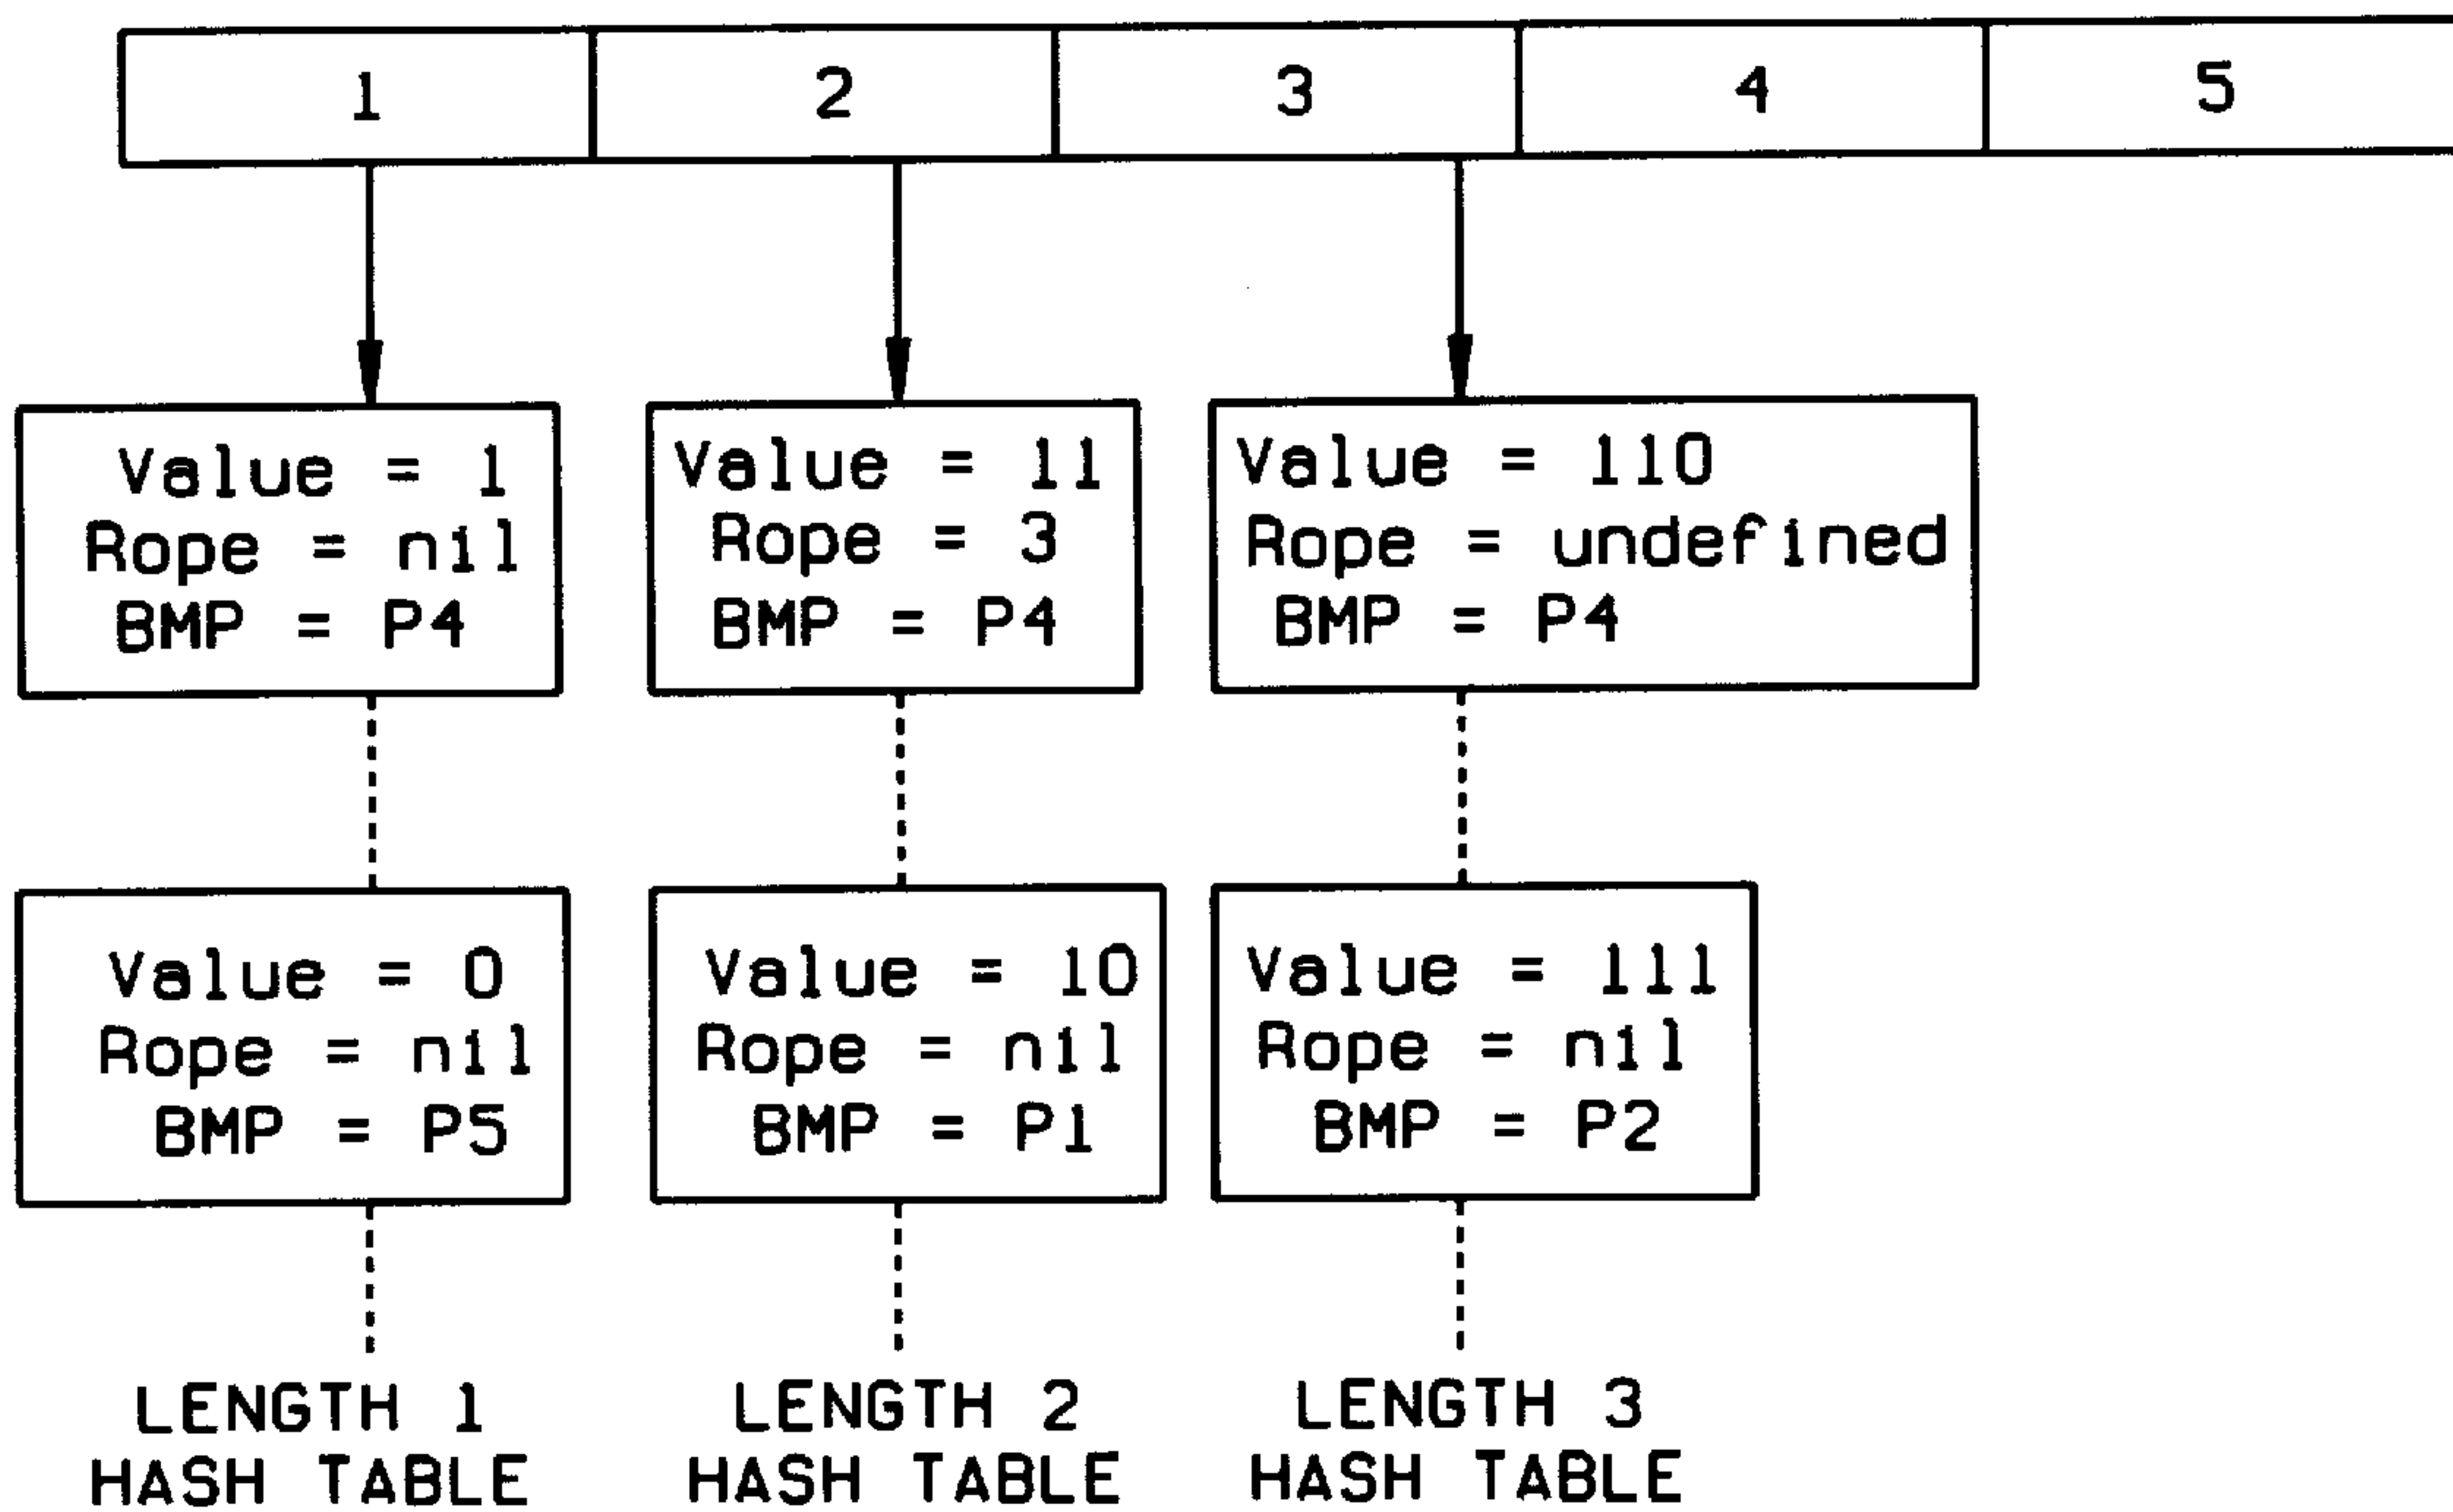 1 2 3 4 5
Value = 1
Rope = nil
BMP = P4
Value = 11
Rope = 3
BMP = P4
Value = 110
Rope = undefined
BMP = P4
Value = 0
Rope = nil
BMP = P5
Value = 10
Rope = nil
BMP = P1
Value = 111
Rope = nil
BMP = P2
LENGTH 1
HASH TABLE
LENGTH 2
HASH TABLE
LENGTH 3
HASH TABLE